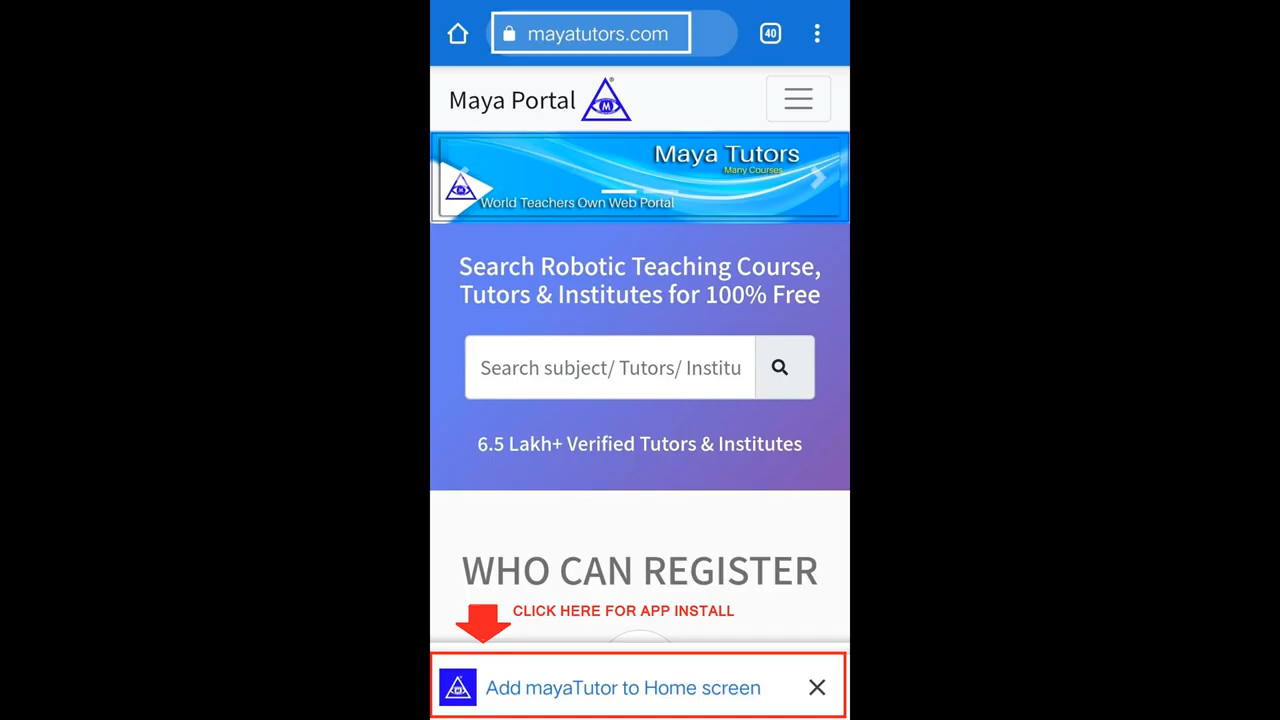 mayatutors.com
40
Maya Portal
M
Maya Tutors
Many Courses
World Teachers Own Web Portal
Search Robotic Teaching Course,
Tutors & Institutes for 100% Free
Search subject/ Tutors/ Institu
6.5 Lakh+ Verified Tutors & Institutes
WHO CAN REGISTER
CLICK HERE FOR APP INSTALL
Add mayaTutor to Home screen